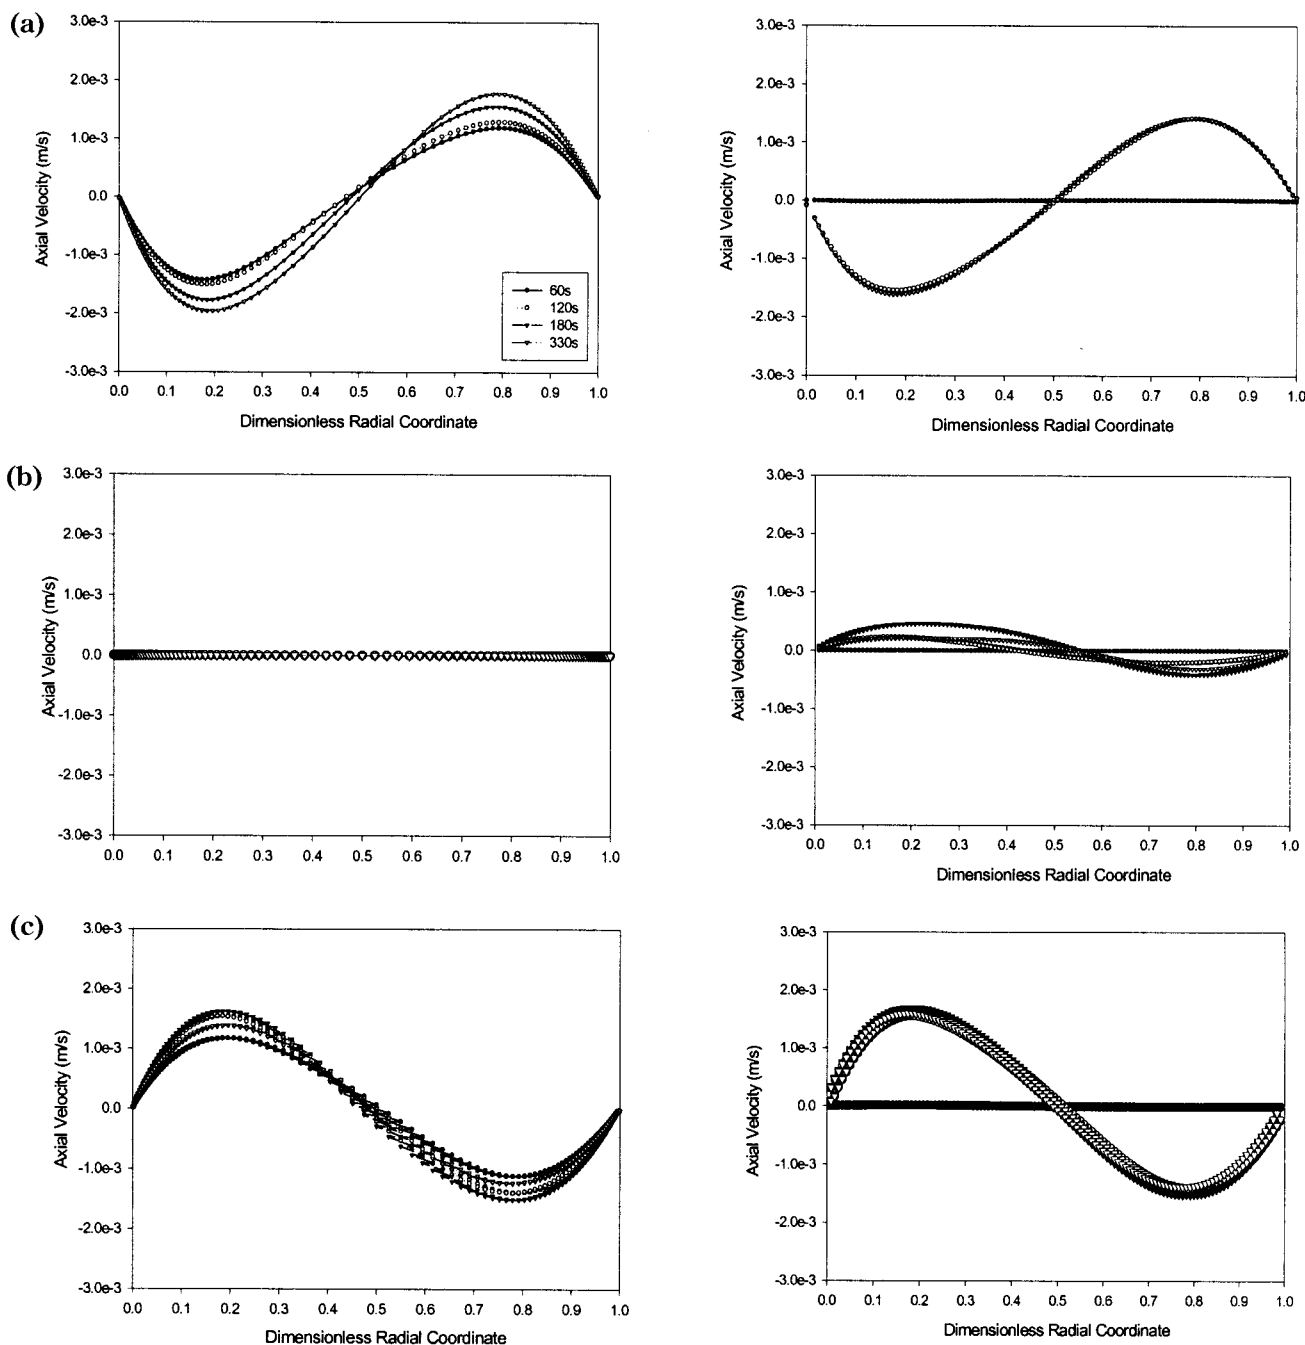 (a)
3.0e-3
2.0e-3
1.0e-3
0.0
-1.0e-3
-2.0e-3
-3.0e-3
Axial Velocity (m/s)
60s
120s
180s
330s
0.0 0.1 0.2 0.3 0.4 0.5 0.6 0.7 0.8 0.9 1.0
Dimensionless Radial Coordinate
3.0e-3
2.0e-3
1.0e-3
0.0
-1.0e-3
-2.0e-3
-3.0e-3
Axial Velocity (m/s)
0.0 0.1 0.2 0.3 0.4 0.5 0.6 0.7 0.8 0.9 1.0
Dimensionless Radial Coordinate
(b)
3.0e-3
2.0e-3
1.0e-3
0.0
-1.0e-3
-2.0e-3
-3.0e-3
Axial Velocity (m/s)
0.0 0.1 0.2 0.3 0.4 0.5 0.6 0.7 0.8 0.9 1.0
3.0e-3
2.0e-3
1.0e-3
0.0
-1.0e-3
-2.0e-3
-3.0e-3
Axial Velocity (m/s)
0.0 0.1 0.2 0.3 0.4 0.5 0.6 0.7 0.8 0.9 1.0
Dimensionless Radial Coordinate
(c)
3.0e-3
2.0e-3
1.0e-3
0.0
-1.0e-3
-2.0e-3
-3.0e-3
Axial Velocity (m/s)
0.0 0.1 0.2 0.3 0.4 0.5 0.6 0.7 0.8 0.9 1.0
Dimensionless Radial Coordinate
3.0e-3
2.0e-3
1.0e-3
0.0
-1.0e-3
-2.0e-3
-3.0e-3
Axial Velocity (m/s)
0.0 0.1 0.2 0.3 0.4 0.5 0.6 0.7 0.8 0.9 1.0
Dimensionless Radial Coordinate